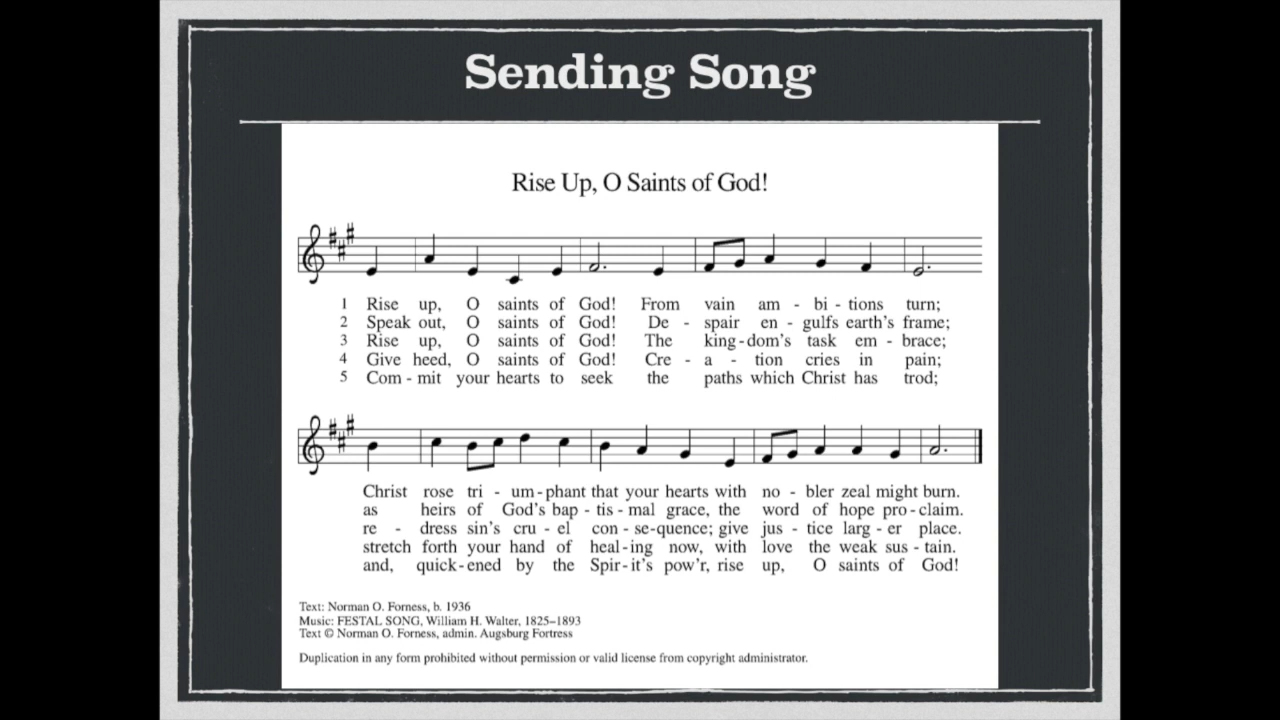 Sending Song
Rise Up, O Saints of God!
1 Rise up, O saints of God! From vain am - bi - tions turn;
2 Speak out, O saints of God! De - spair en - gulfs earth's frame;
3 Rise up, O saints of God! The king - dom's task em - brace;
4 Give heed, O saints of God! Cre - a - tion cries in pain;
5 Com - mit your hearts to seek the paths which Christ has trod;
Christ rose tri - um - phant that your hearts with no - bler zeal might burn.
as heirs of God's bap - tis - mal grace, the word of hope pro - claim.
re - dress sin's cru - el con - se - quence; give jus - tice larg - er place.
stretch forth your hand of heal - ing now, with love the weak sus - tain.
and, quick - ened by the Spir - it's pow'r, rise up, O saints of God!
Text: Norman O. Forness, b. 1936
Music: FESTAL SONG, William H. Walter, 1825–1893
Text © Norman O. Forness, admin. Augsburg Fortress
Duplication in any form prohibited without permission or valid license from copyright administrator.